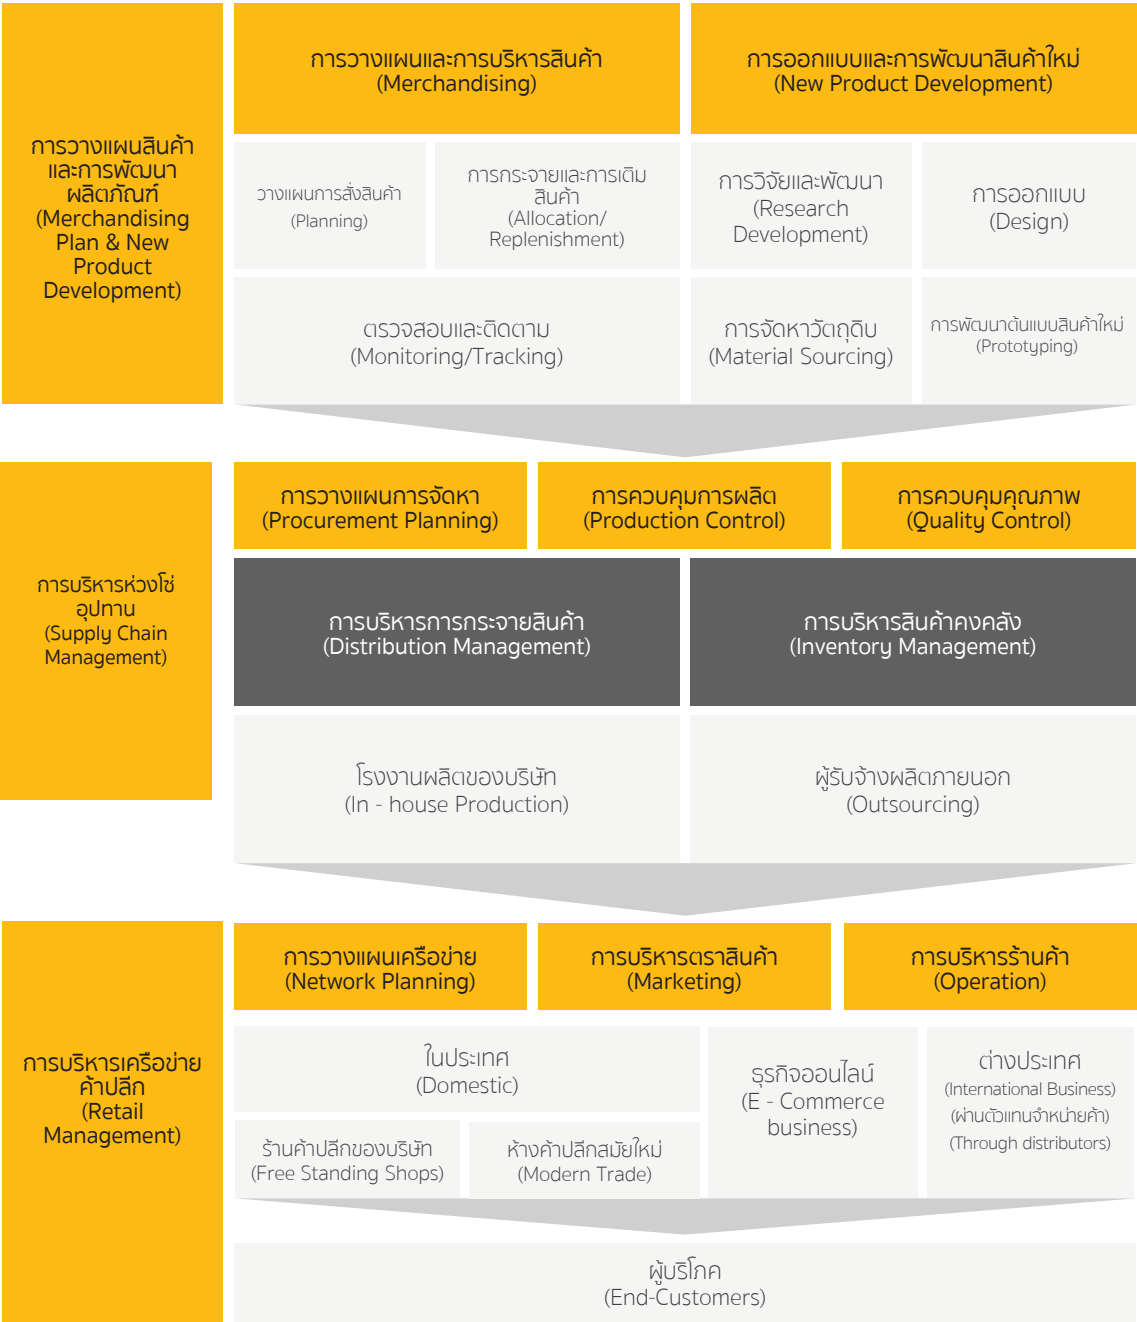 การวางแผนสินค้า
และการพัฒนา
ผลิตภัณฑ์
(Merchandising
Plan & New
Product
Development)
การวางแผนและการบริหารสินค้า
(Merchandising)
การออกแบบและการพัฒนาสินค้าใหม่
(New Product Development)
วางแผนการสั่งสินค้า
(Planning)
การกระจายและการเติม
สินค้า
(Allocation/
Replenishment)
การวิจัยและพัฒนา
(Research
Development)
การออกแบบ
(Design)
ตรวจสอบและติดตาม
(Monitoring/Tracking)
การจัดหาวัตถุดิบ
(Material Sourcing)
การพัฒนาต้นแบบสินค้าใหม่
(Prototyping)
การบริหารห่วงโซ่
อุปทาน
(Supply Chain
Management)
การวางแผนการจัดหา
(Procurement Planning)
การควบคุมการผลิต
(Production Control)
การควบคุมคุณภาพ
(Quality Control)
การบริหารการกระจายสินค้า
(Distribution Management)
การบริหารสินค้าคงคลัง
(Inventory Management)
โรงงานผลิตของบริษัท
(In - house Production)
ผู้รับจ้างผลิตภายนอก
(Outsourcing)
การบริหารเครือข่าย
ค้าปลีก
(Retail
Management)
การวางแผนเครือข่าย
(Network Planning)
การบริหารตราสินค้า
(Marketing)
การบริหารร้านค้า
(Operation)
ในประเทศ
(Domestic)
ร้านค้าปลีกของบริษัท
(Free Standing Shops)
ห้างค้าปลีกสมัยใหม่
(Modern Trade)
ธุรกิจออนไลน์
(E - Commerce
business)
ต่างประเทศ
(International Business)
(ผ่านตัวแทนจำหน่ายค้า)
(Through distributors)
ผู้บริโภค
(End-Customers)